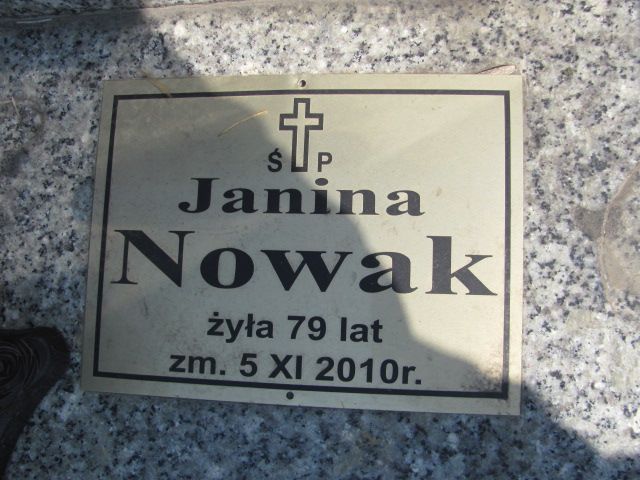 Ś P
Janina
Nowak
żyła 79 lat
zm. 5 XI 2010r.